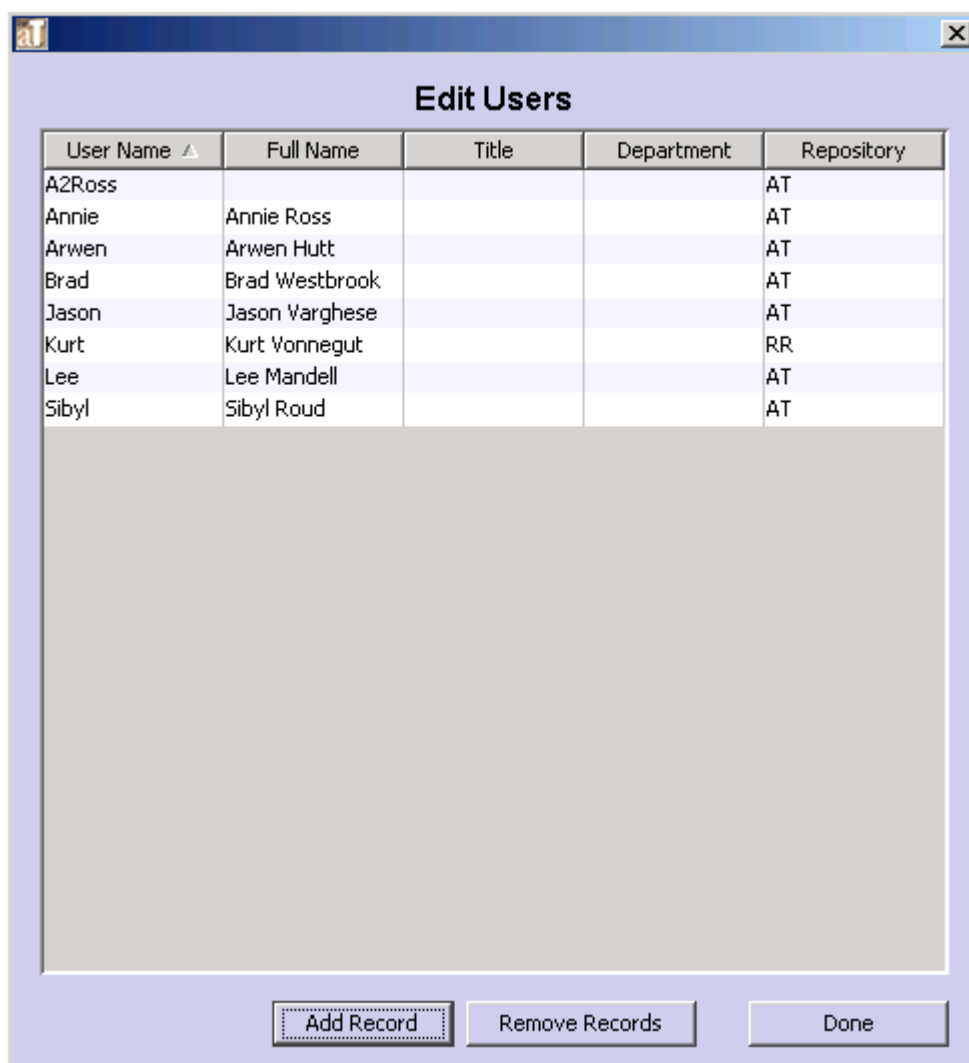 aT
Edit Users
User Name Full Name Title Department Repository
A2Ross AT
Annie Annie Ross AT
Arwen Arwen Hutt AT
Brad Brad Westbrook AT
Jason Jason Varghese AT
Kurt Kurt Vonnegut RR
Lee Lee Mandell AT
Sibyl Sibyl Roud AT
Add Record Remove Records Done